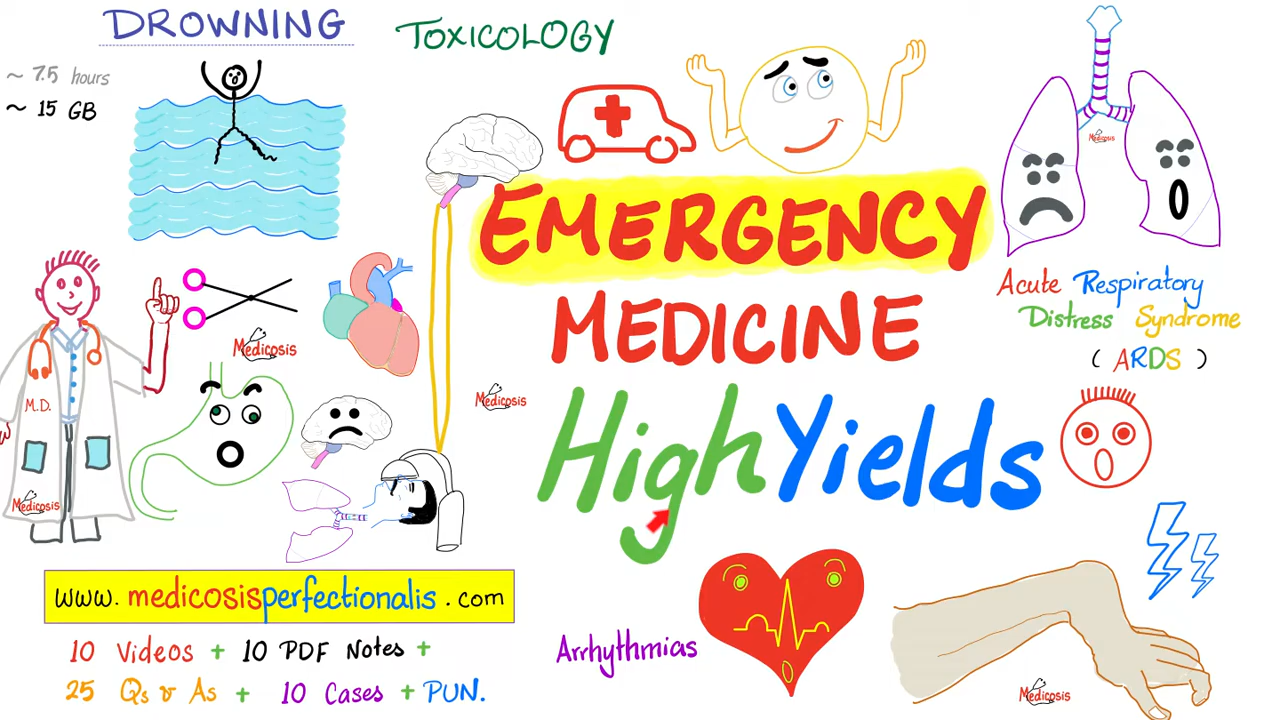 DROWNING
TOXICOLOGY
~ 7.5 hours
~ 15 GB
EMERGENCY
MEDICINE
High Yields
Medicosis
Acute Respiratory
Distress Syndrome
( ARDS )
Medicosis
Medicosis
M.D.
Medicosis
www.medicosisperfectionalis.com
10 Videos + 10 PDF Notes +
25 Qs & As + 10 Cases + PUN.
Arrhythmias
Medicosis